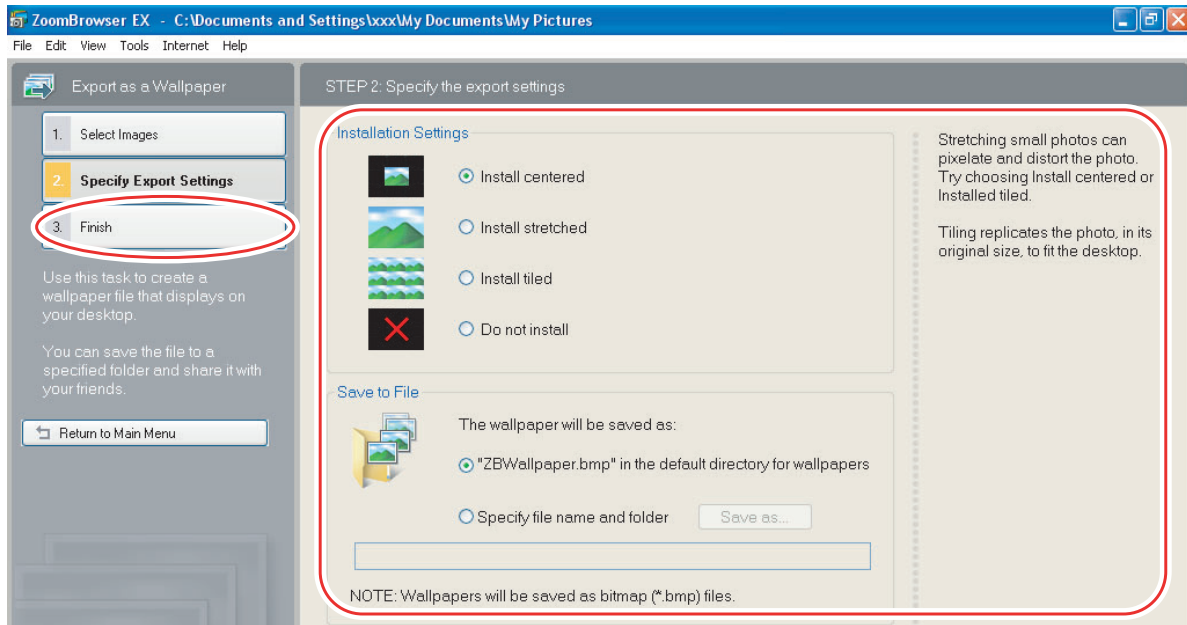 ZoomBrowser EX - C:\Documents and Settings\xxx\My Documents\My Pictures
File Edit View Tools Internet Help
Export as a Wallpaper
1. Select Images
2. Specify Export Settings
3. Finish
Use this task to create a
wallpaper file that displays on
your desktop.
You can save the file to a
specified folder and share it with
your friends.
Return to Main Menu
STEP 2: Specify the export settings
Installation Settings
Install centered
Install stretched
Install tiled
Do not install
Save to File
The wallpaper will be saved as:
"ZBWallpaper.bmp" in the default directory for wallpapers
Specify file name and folder Save as...
NOTE: Wallpapers will be saved as bitmap (*.bmp) files.
Stretching small photos can
pixelate and distort the photo.
Try choosing Install centered or
Installed tiled.
Tiling replicates the photo, in its
original size, to fit the desktop.